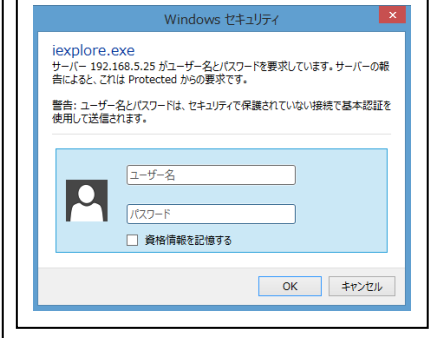 Windows セキュリティ
iexplore.exe
サーバー 192.168.5.25 がユーザー名とパスワードを要求しています。サーバーの報
告によると、これは Protected からの要求です。
警告: ユーザー名とパスワードは、セキュリティで保護されていない接続で基本認証を
使用して送信されます。
ユーザー名
パスワード
資格情報を記憶する
OK
キャンセル